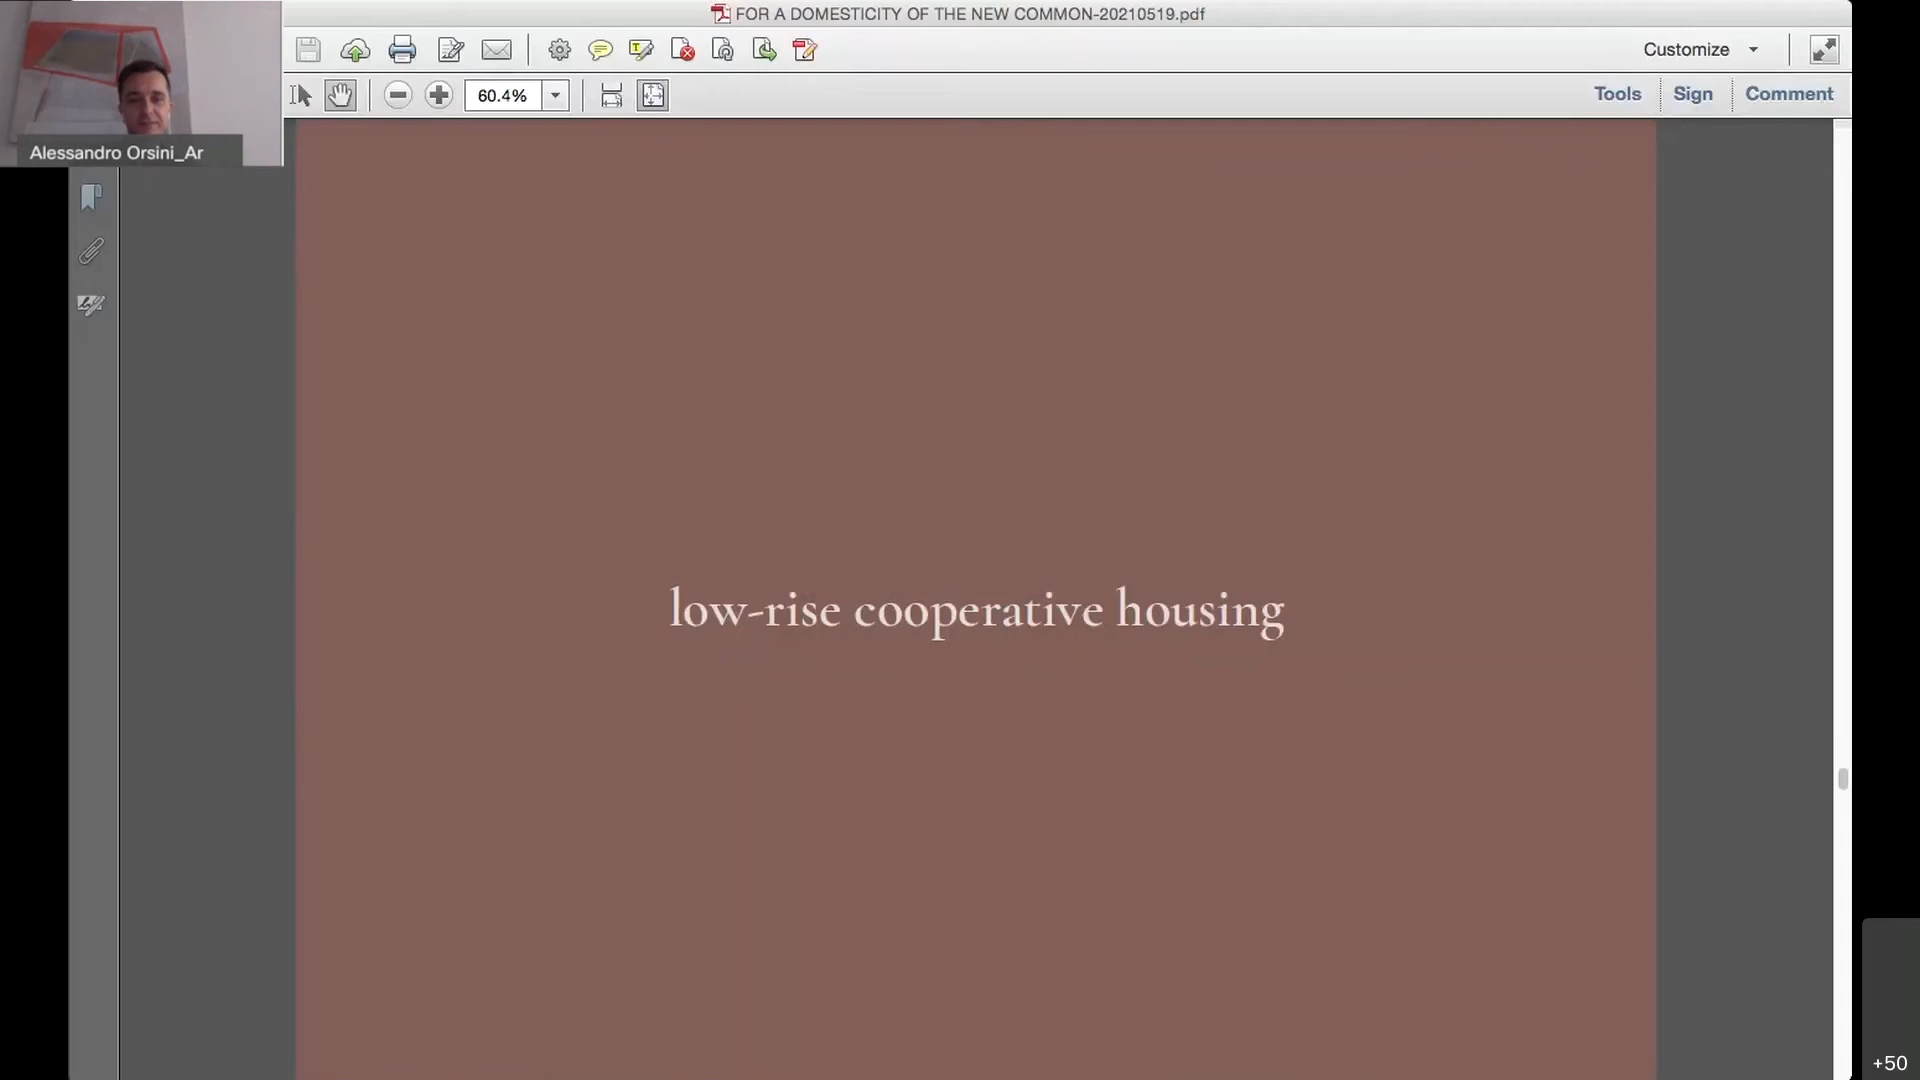 FOR A DOMESTICITY OF THE NEW COMMON-20210519.pdf
Customize
60.4%
Tools
Sign
Comment
Alessandro Orsini_Ar
low-rise cooperative housing
+50